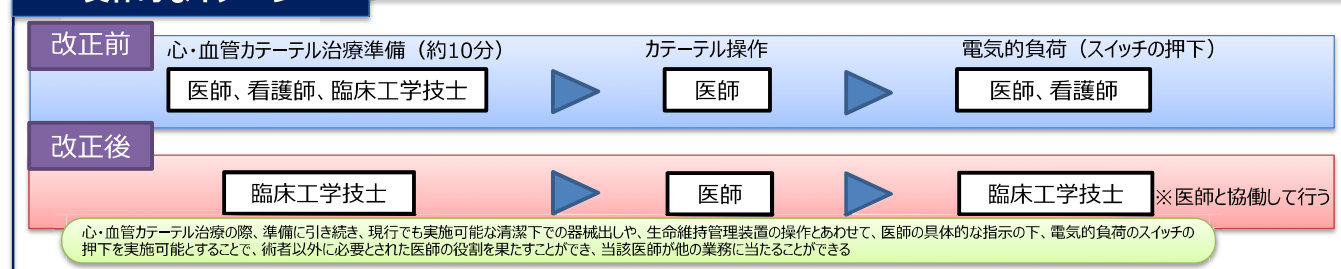 改正前
心・血管カテーテル治療準備（約10分）
カテーテル操作
電気的負荷（スイッチの押下）
医師、看護師、臨床工学技士
医師
医師、看護師
改正後
臨床工学技士
医師
臨床工学技士
※医師と協働して行う
心・血管カテーテル治療の際、準備に引き続き、現行でも実施可能な清潔下での器械出しや、生命維持管理装置の操作とあわせて、医師の具体的な指示の下、電気的負荷のスイッチの
押下を実施可能とすることで、術者以外に必要とされた医師の役割を果たすことができ、当該医師が他の業務に当たることができる